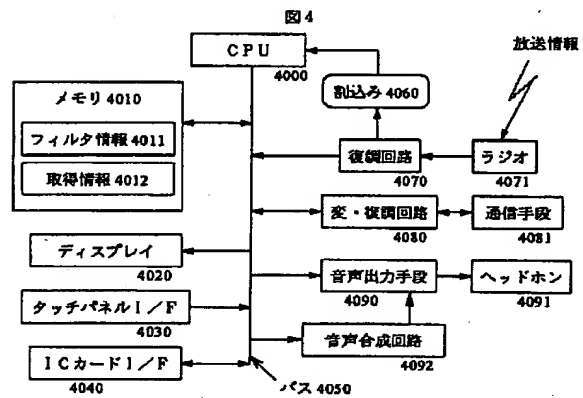 図4
放送情報
CPU
4000
メモリ 4010
フィルタ情報 4011
取得情報 4012
割込み 4060
復調回路
4070
ラジオ
4071
変・復調回路
4080
通信手段
4081
ディスプレイ
4020
音声出力手段
4090
ヘッドホン
4091
タッチパネルI/F
4030
音声合成回路
4092
ICカードI/F
4040
バス 4050